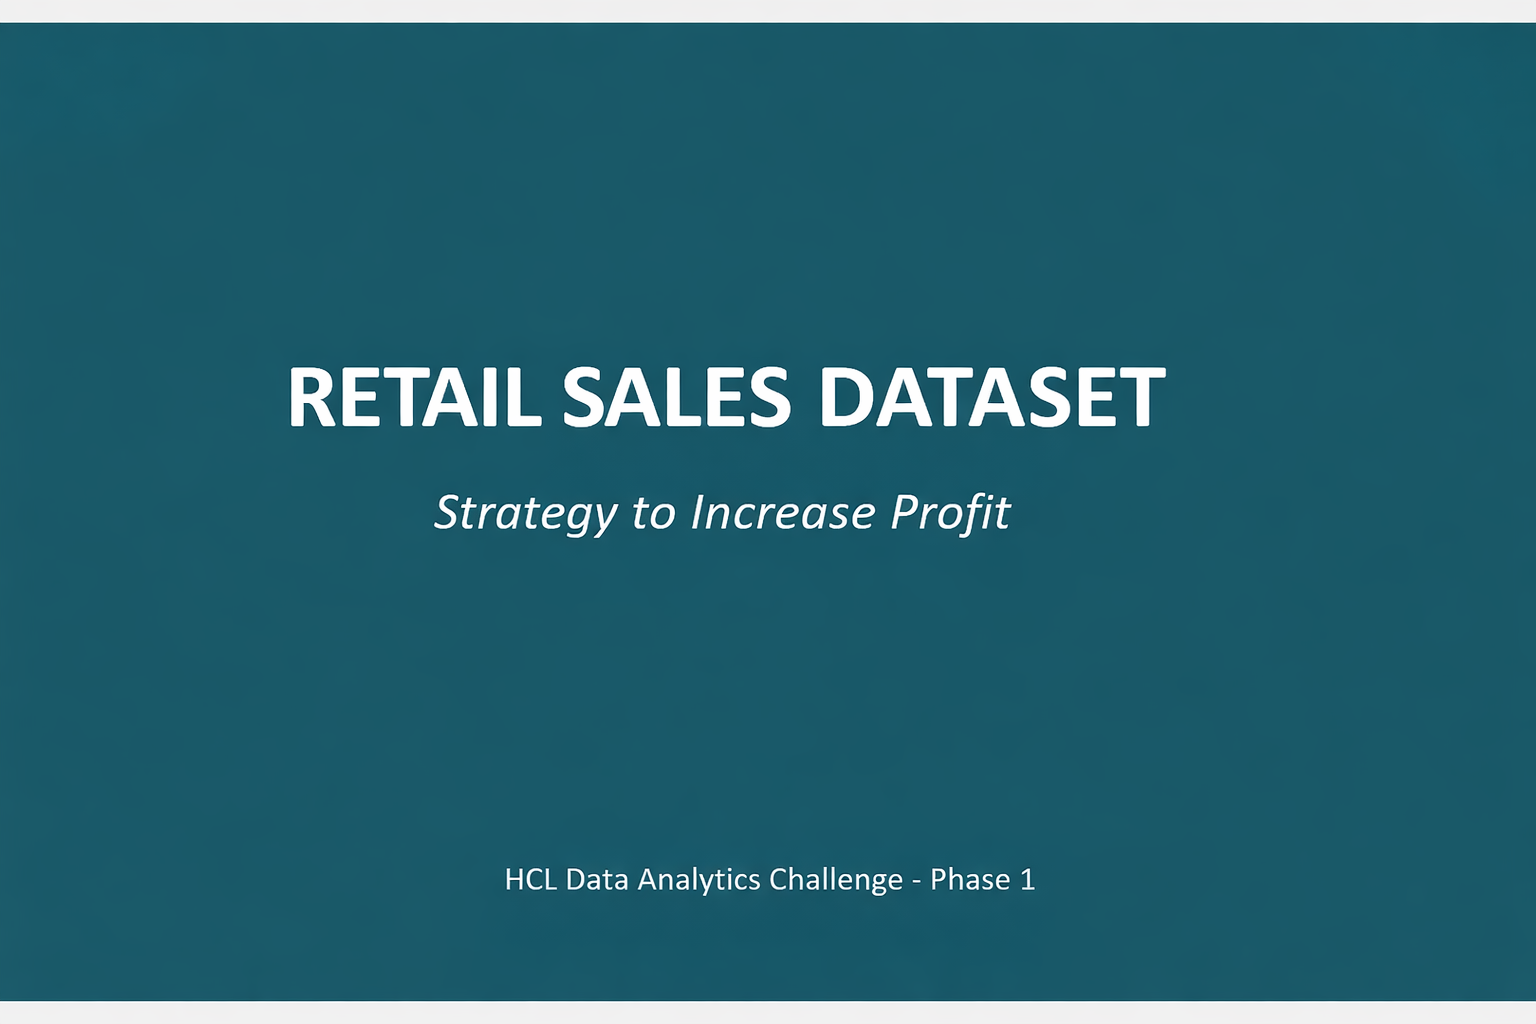 RETAIL SALES DATASET
Strategy to Increase Profit
HCL Data Analytics Challenge - Phase 1